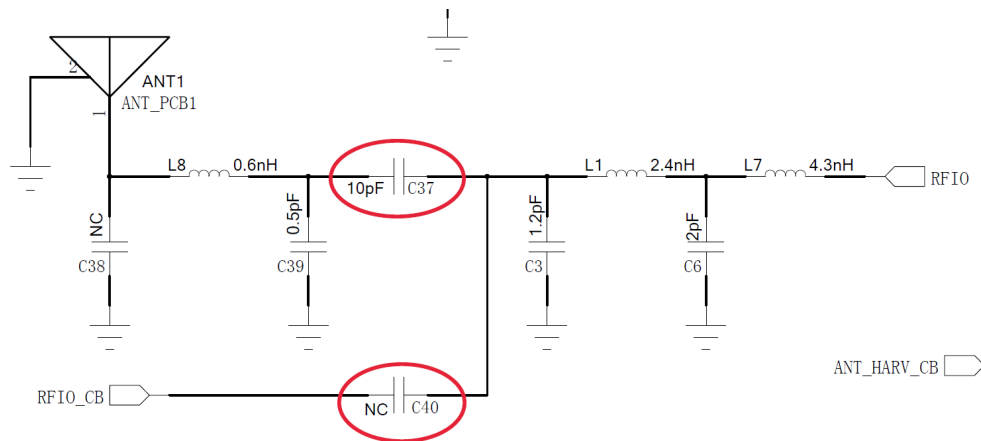 2
ANT1
ANT_PCB1
1
L8 0.6nH
10pF C37
L1 2.4nH
L7 4.3nH
RFIO
NC
C38
0.5pF
C39
1.2pF
C3
2pF
C6
ANT_HARV_CB
RFIO_CB
NC C40